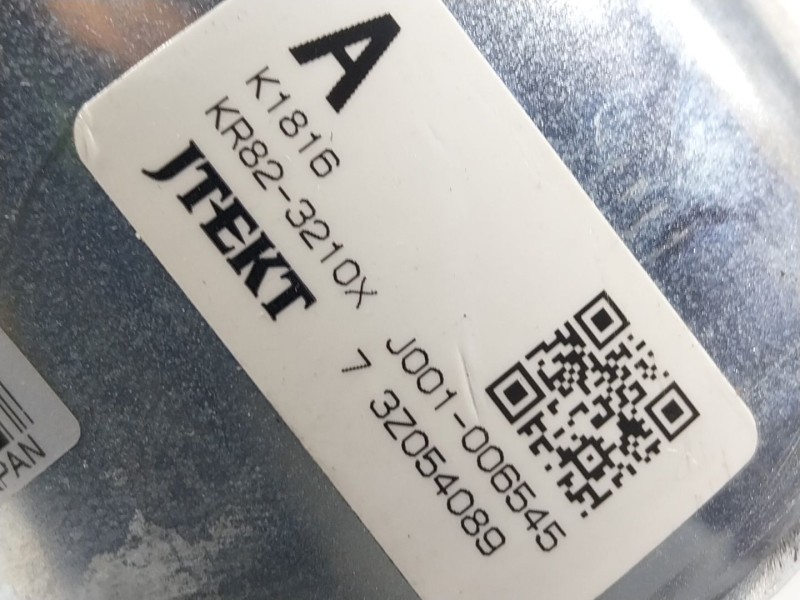 A
K1816
KR82-3210X J001-006545
JTEKT 7 3Z054089
PAN